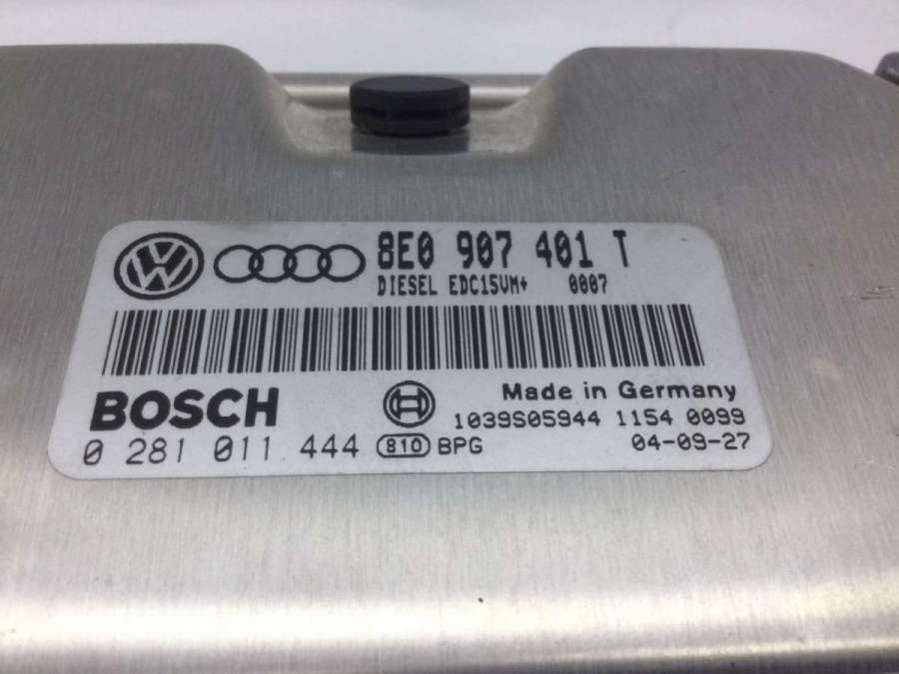 8E0 907 401 T
DIESEL EDC15VM+ 0007
BOSCH
Made in Germany
1039S05944 1154 0099
0 281 011 444 810 BPG 04-09-27